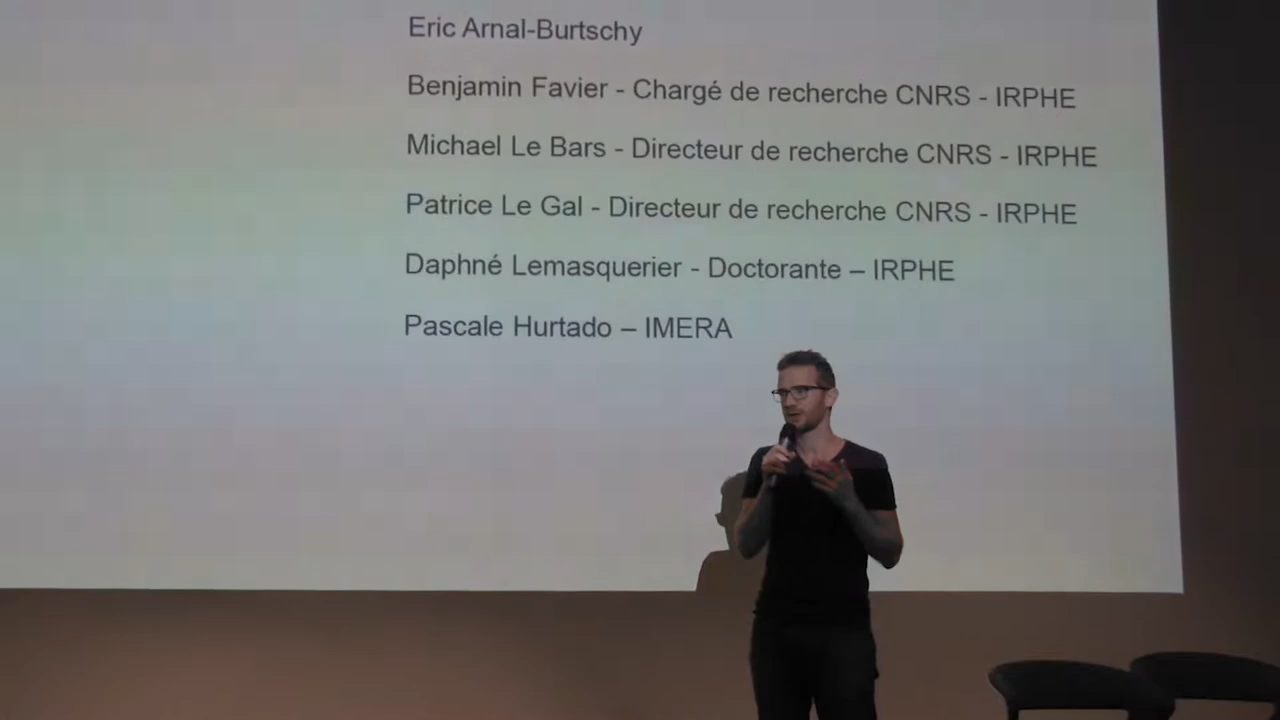 Eric Arnal-Burtschy
Benjamin Favier - Chargé de recherche CNRS - IRPHE
Michael Le Bars - Directeur de recherche CNRS - IRPHE
Patrice Le Gal - Directeur de recherche CNRS - IRPHE
Daphné Lemasquerier - Doctorante – IRPHE
Pascale Hurtado – IMERA